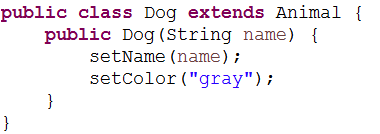 public class Dog extends Animal {
    public Dog(String name) {
        setName(name);
        setColor("gray");
    }
}